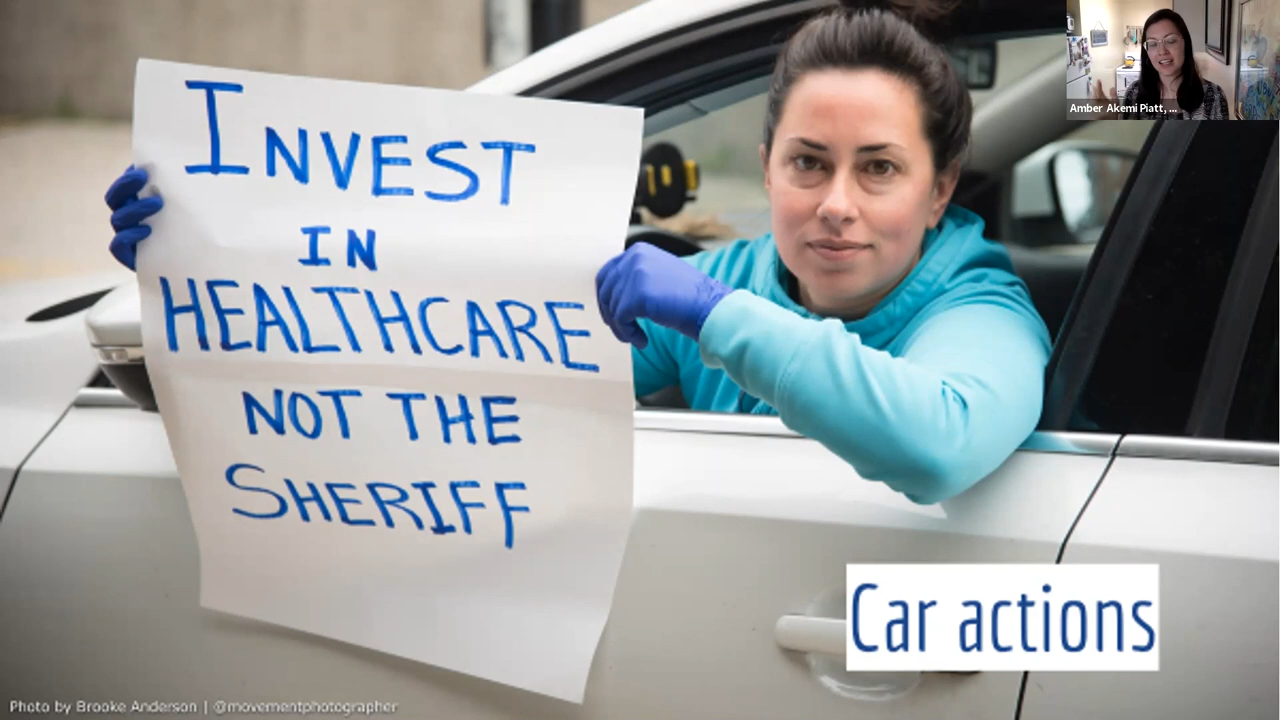 Amber Akemi Piatt, ...
INVEST
IN
HEALTHCARE
NOT THE
SHERIFF
Car actions
Photo by Brooke Anderson | @movementphotographer